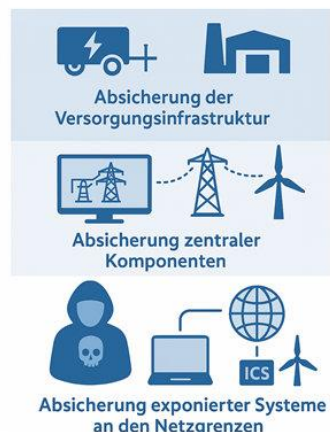 Absicherung der
Versorgungsinfrastruktur
Absicherung zentraler
Komponenten
ICS
Absicherung exponierter Systeme
an den Netzgrenzen